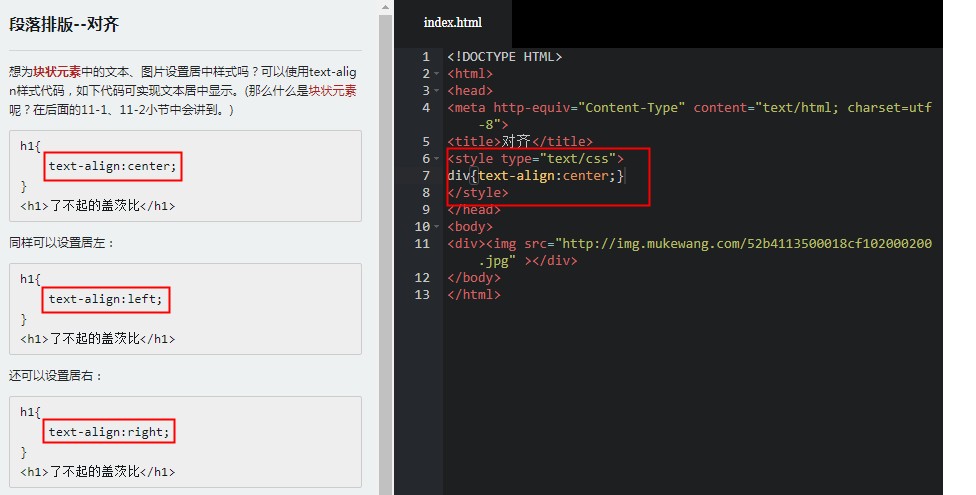 段落排版--对齐
想为块状元素中的文本、图片设置居中样式吗？可以使用text-alig
n样式代码，如下代码可实现文本居中显示。(那么什么是块状元素
呢？在后面的11-1、11-2小节中会讲到。)
h1{
text-align:center;
}
<h1>了不起的盖茨比</h1>
同样可以设置居左：
h1{
text-align:left;
}
<h1>了不起的盖茨比</h1>
还可以设置居右：
h1{
text-align:right;
}
<h1>了不起的盖茨比</h1>
index.html
1 <!DOCTYPE HTML>
2 <html>
3 <head>
4 <meta http-equiv="Content-Type" content="text/html; charset=utf
-8">
5 <title>对齐</title>
6 <style type="text/css">
7 div{text-align:center;}
8 </style>
9 </head>
10 <body>
11 <div><img src="http://img.mukewang.com/52b4113500018cf102000200
.jpg" ></div>
12 </body>
13 </html>